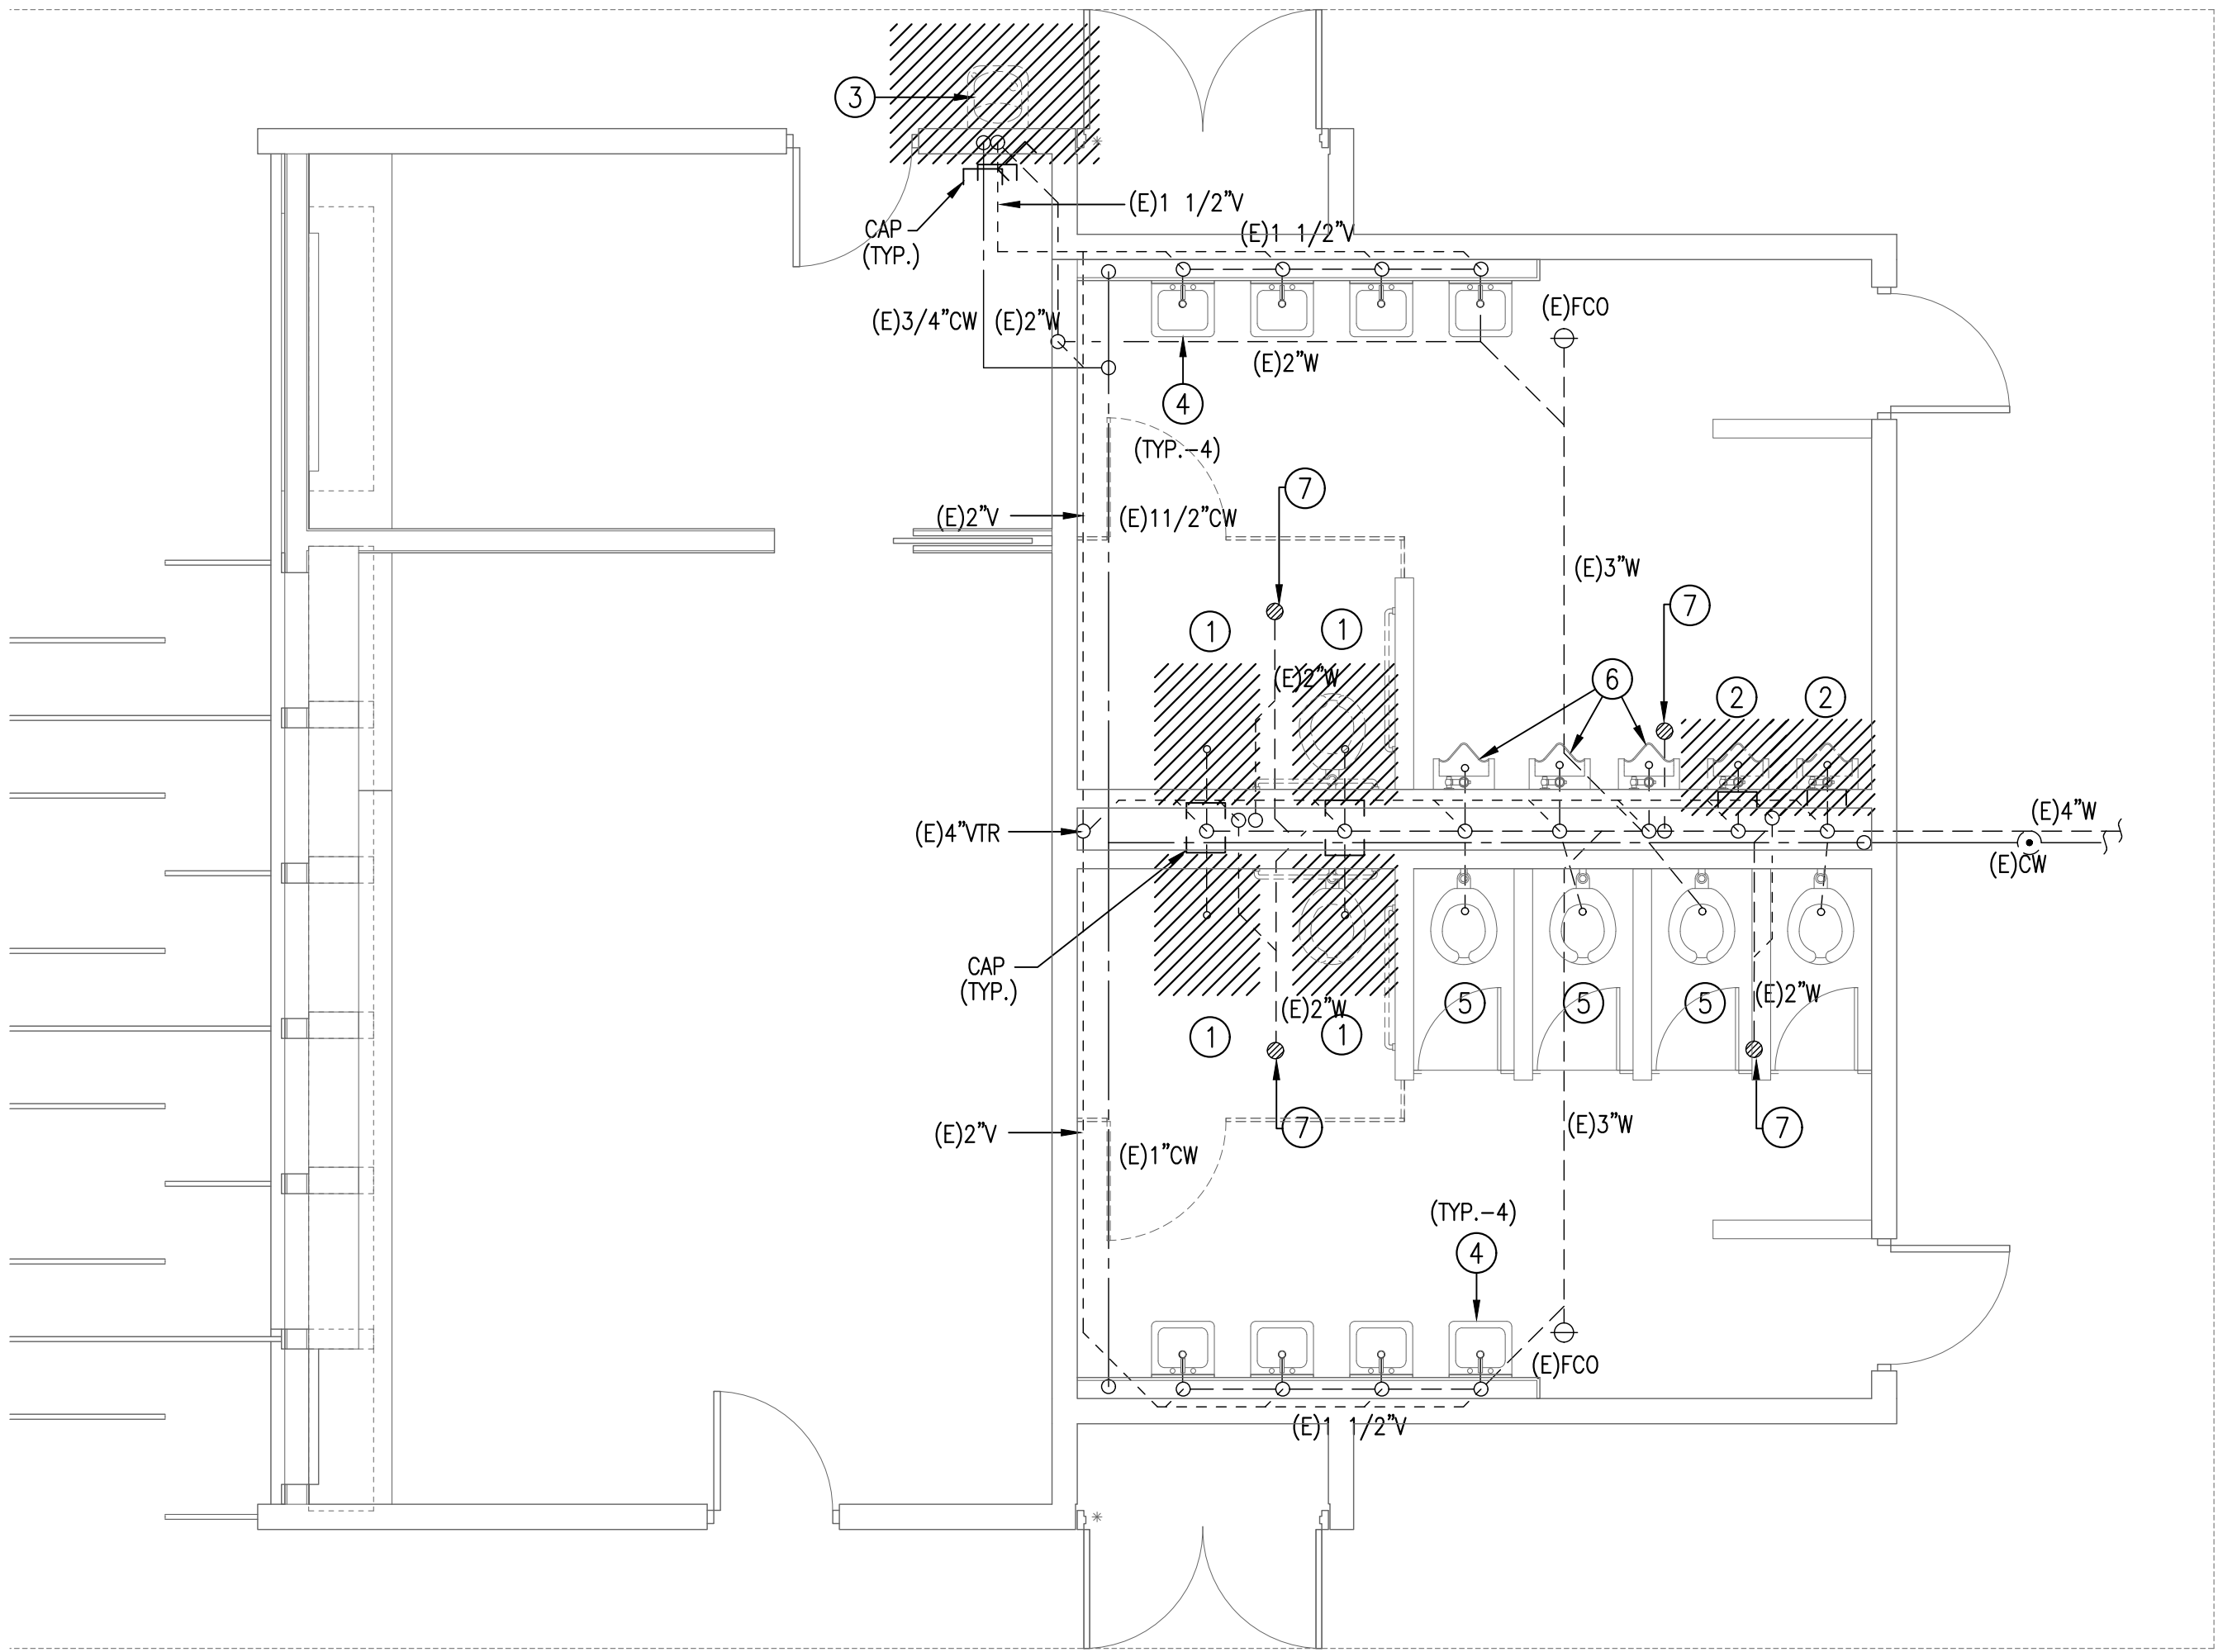 3
(E)1 1/2"V
CAP
(TYP.)
(E)1 1/2"V
(E)3/4"CW
(E)2"W
(E)FCO
(E)2"W
4
(TYP.-4)
7
(E)2"V
(E)11/2"CW
(E)3"W
7
1
1
(E)2"W
6
2
2
(E)4"VTR
(E)4"W
(E)CW
CAP
(TYP.)
(E)2"W
5
5
5
(E)2"W
1
1
7
7
(E)2"V
(E)1"CW
(E)3"W
(TYP.-4)
4
(E)FCO
(E)1 1/2"V